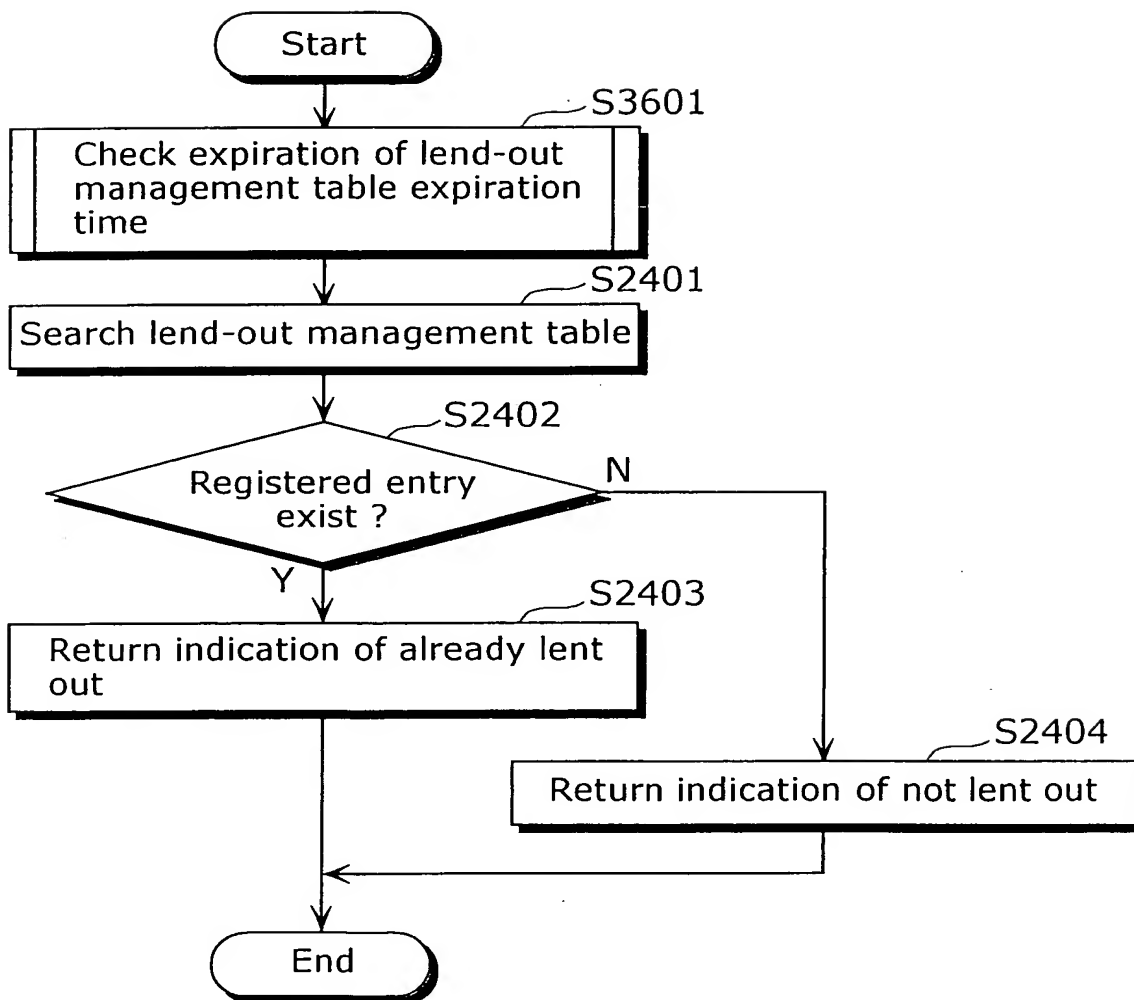 Start
S3601
Check expiration of lend-out
management table expiration
time
S2401
Search lend-out management table
S2402
Registered entry
exist ?
N
Y
S2403
Return indication of already lent
out
S2404
Return indication of not lent out
End